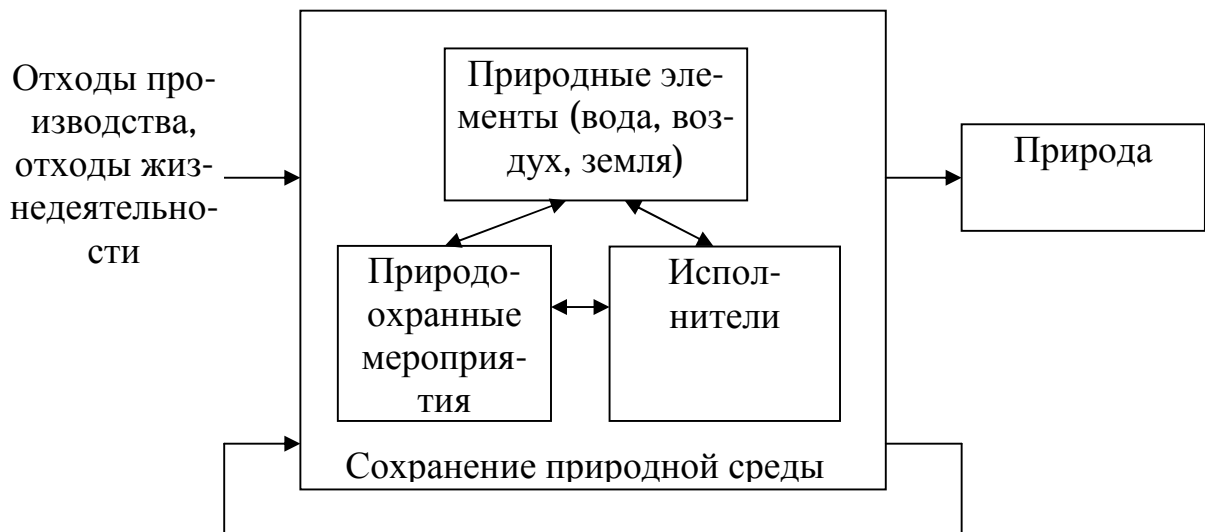 Отходы про-
изводства,
отходы жиз-
недеятельно-
сти
Природные эле-
менты (вода, воз-
дух, земля)
Природо-
охранные
мероприя-
тия
Испол-
нители
Сохранение природной среды
Природа